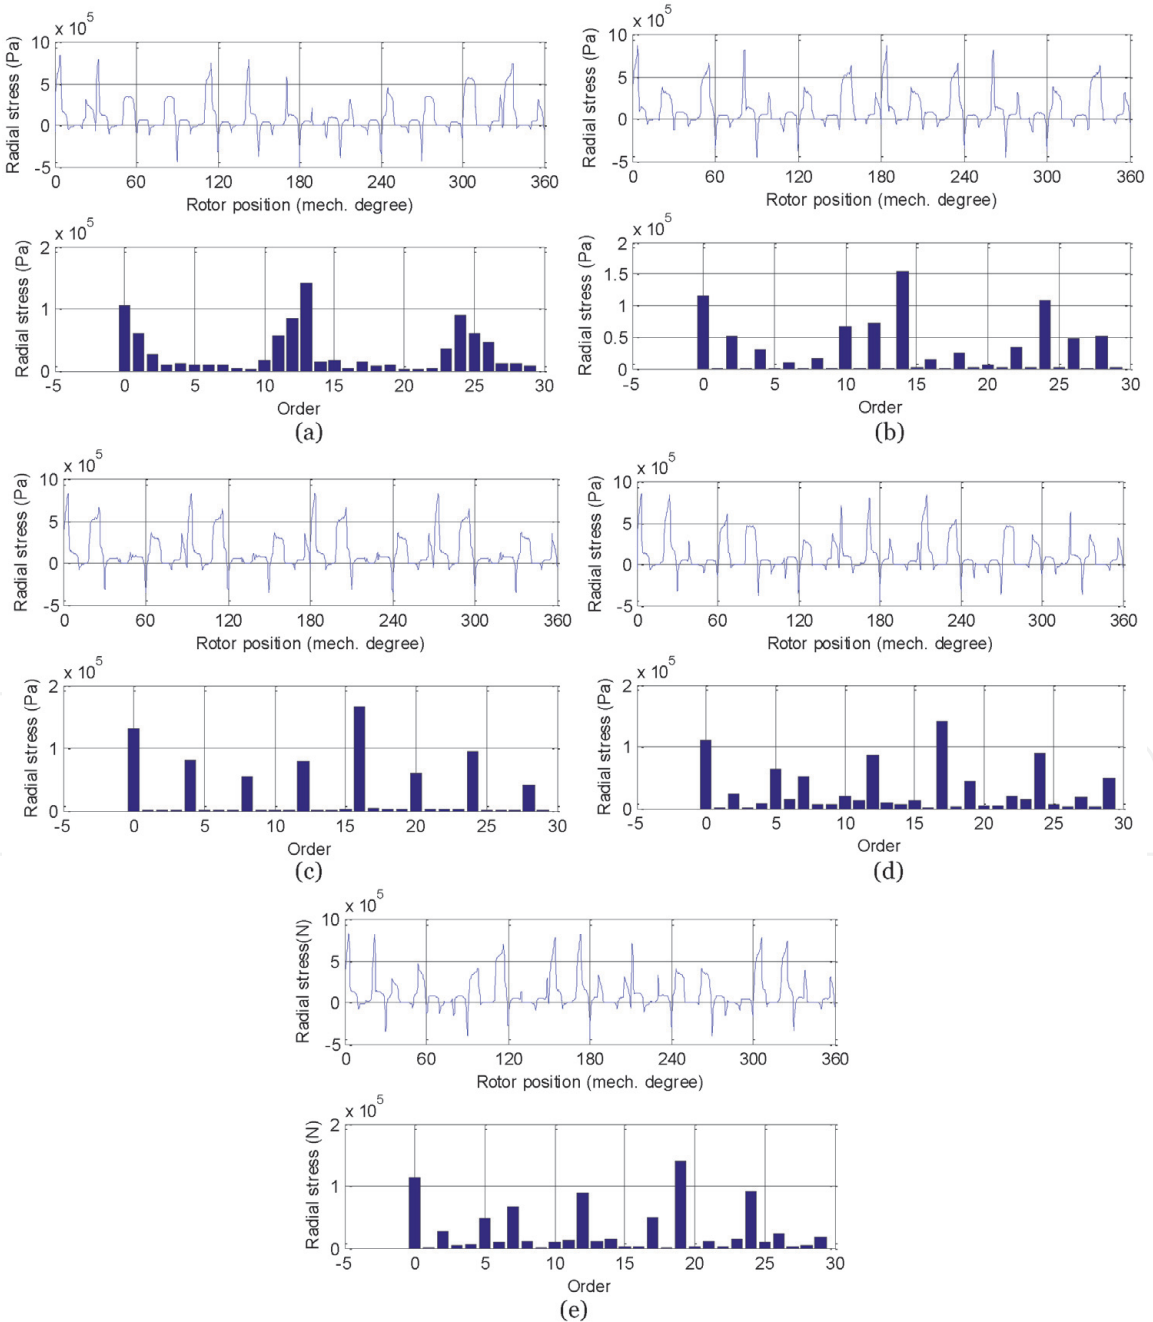 x 10^5
Radial stress (Pa)
10
5
0
-5
0 60 120 180 240 300 360
Rotor position (mech. degree)
x 10^5
Radial stress (Pa)
2
1
0
-5 0 5 10 15 20 25 30
Order
(a)
x 10^5
Radial stress (Pa)
10
5
0
-5
0 60 120 180 240 300 360
Rotor position (mech. degree)
x 10^5
Radial stress (Pa)
2
1.5
1
0.5
0
-5 0 5 10 15 20 25 30
Order
(b)
x 10^5
Radial stress (Pa)
10
5
0
-5
0 60 120 180 240 300 360
Rotor position (mech. degree)
x 10^5
Radial stress (Pa)
2
1
0
-5 0 5 10 15 20 25 30
Order
(c)
x 10^5
Radial stress (Pa)
10
5
0
-5
0 60 120 180 240 300 360
Rotor position (mech. degree)
x 10^5
Radial stress (Pa)
2
1
0
-5 0 5 10 15 20 25 30
Order
(d)
x 10^5
Radial stress(N)
10
5
0
-5
0 60 120 180 240 300 360
Rotor position (mech. degree)
x 10^5
Radial stress (N)
2
1
0
-5 0 5 10 15 20 25 30
Order
(e)